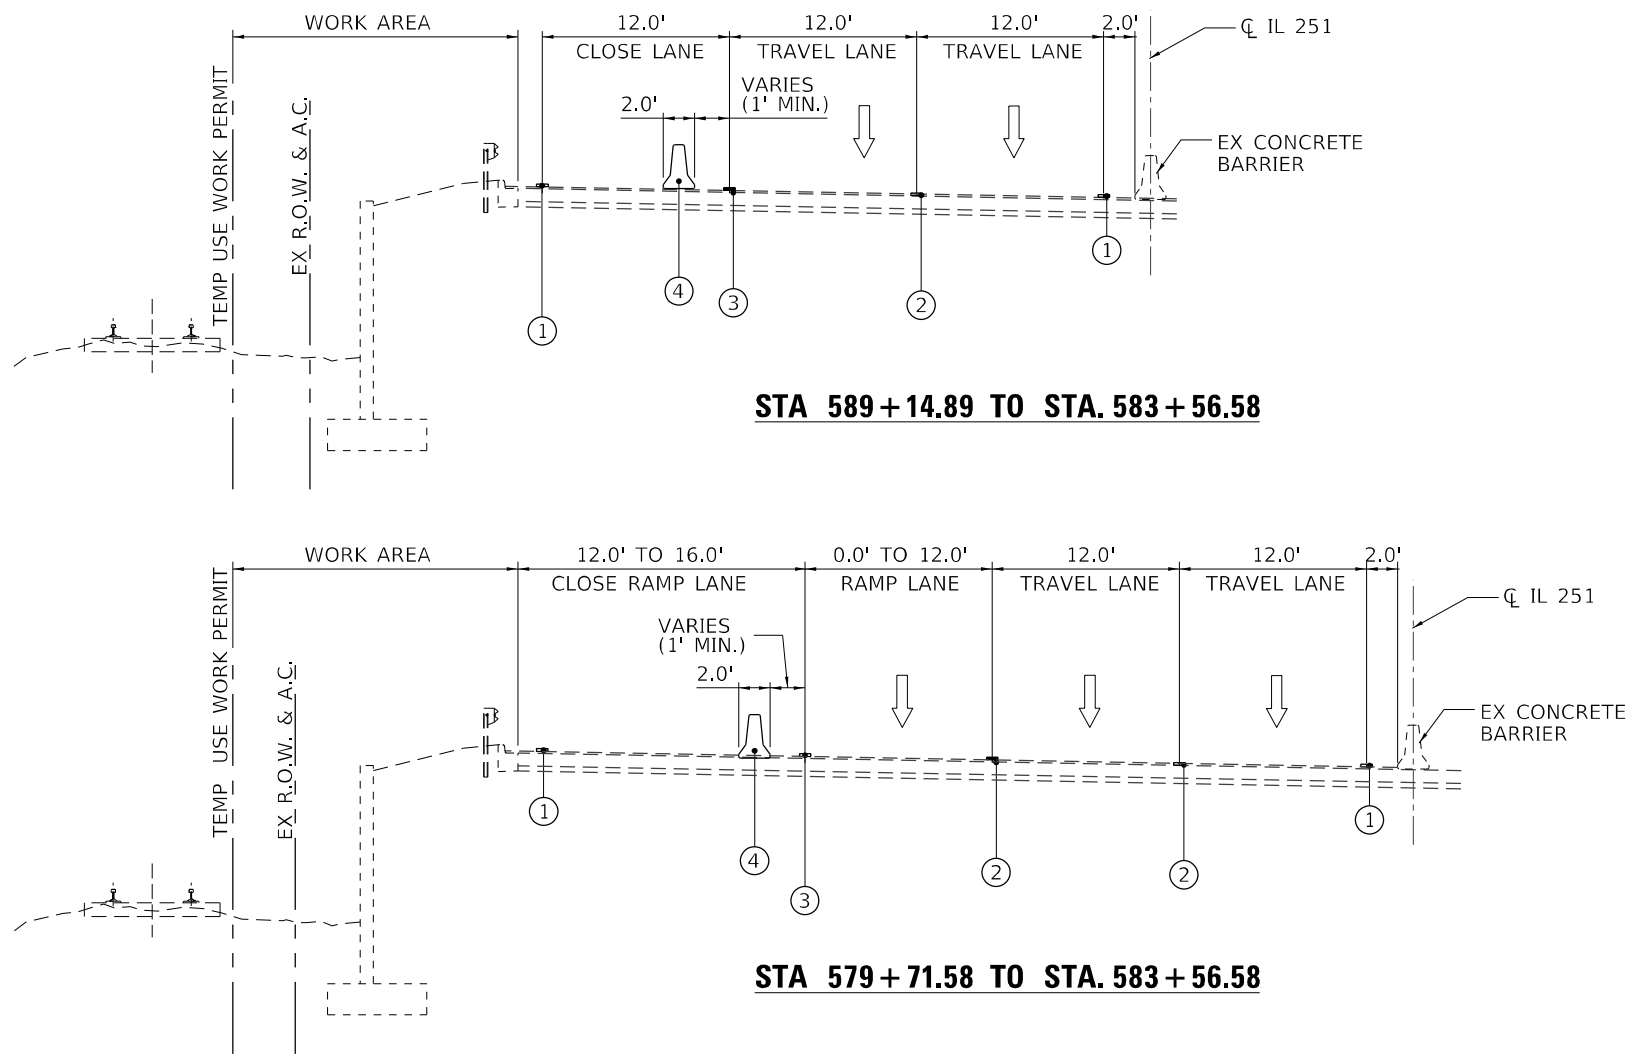 WORK AREA
12.0'
12.0'
12.0'
2.0'
℄ IL 251
CLOSE LANE
TRAVEL LANE
TRAVEL LANE
TEMP USE WORK PERMIT
EX R.O.W. & A.C.
2.0'
VARIES
(1' MIN.)
EX CONCRETE
BARRIER
1
4
3
2
1
STA 589+14.89 TO STA. 583+56.58
WORK AREA
12.0' TO 16.0'
0.0' TO 12.0'
12.0'
12.0'
2.0'
CLOSE RAMP LANE
RAMP LANE
TRAVEL LANE
TRAVEL LANE
℄ IL 251
TEMP USE WORK PERMIT
EX R.O.W. & A.C.
VARIES
(1' MIN.)
2.0'
EX CONCRETE
BARRIER
1
4
3
2
2
1
STA 579+71.58 TO STA. 583+56.58